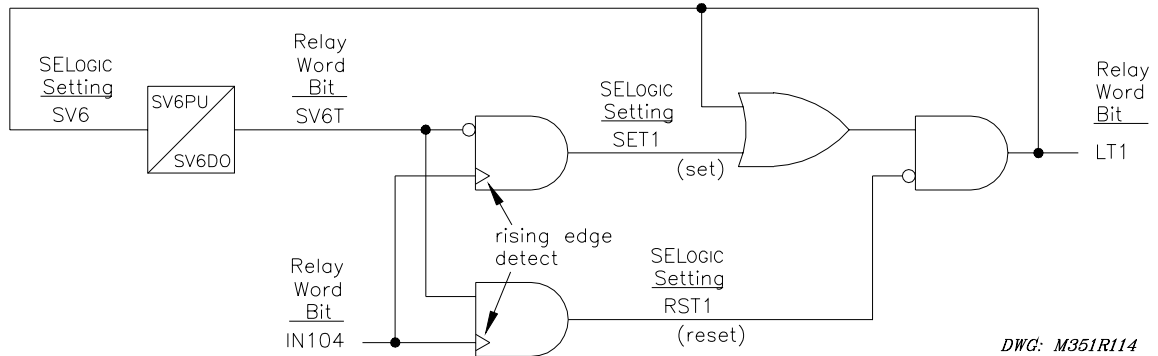 SELOGIC
Setting
SV6
SV6PU
SV6DO
Relay
Word
Bit
SV6T
SELOGIC
Setting
SET1
(set)
Relay
Word
Bit
LT1
rising edge
detect
Relay
Word
Bit
IN104
SELOGIC
Setting
RST1
(reset)
DWG: M351R114